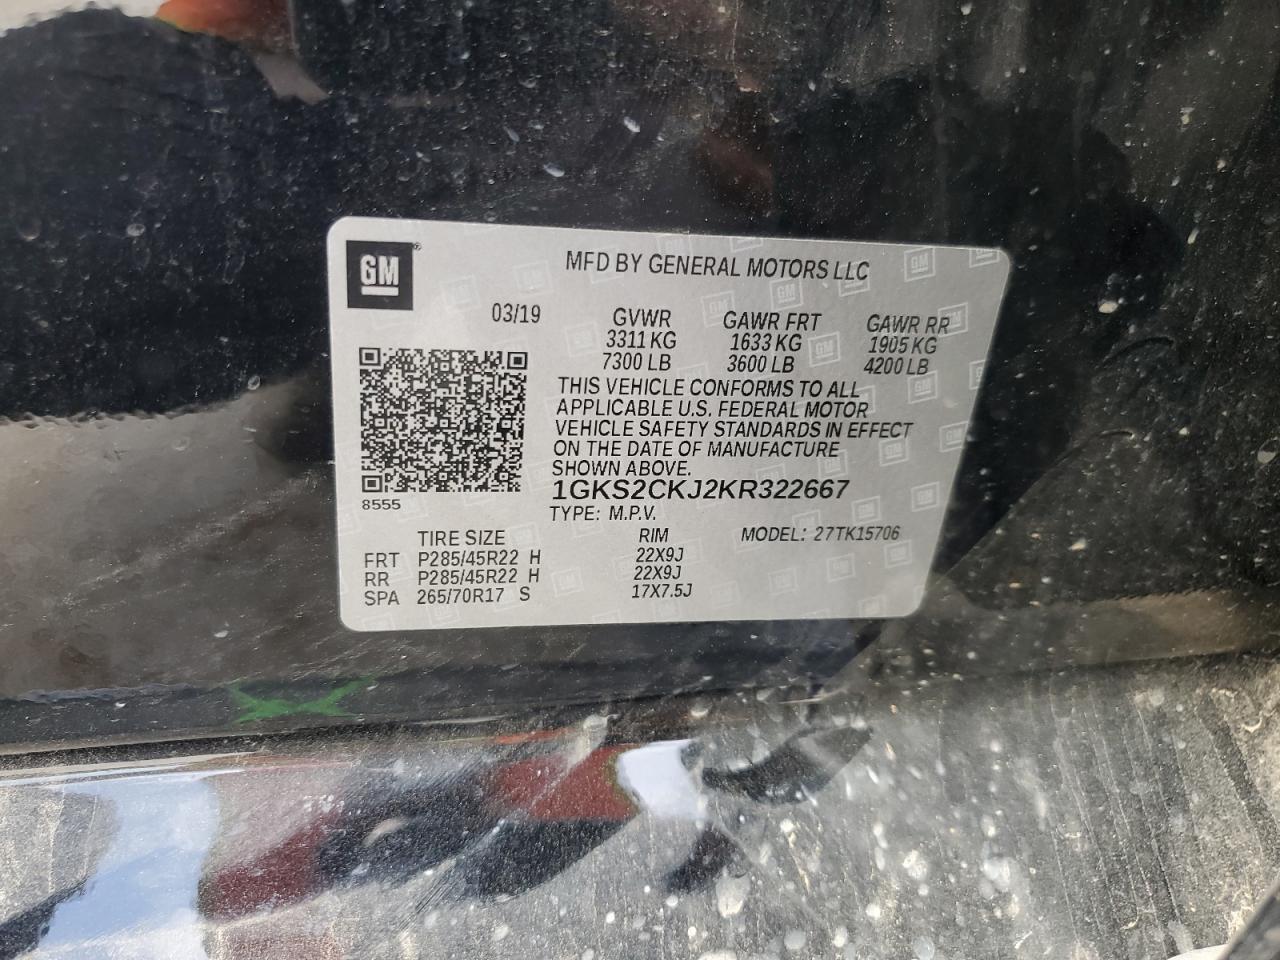 GM
MFD BY GENERAL MOTORS LLC
03/19
GVWR GAWR FRT GAWR RR
3311 KG 1633 KG 1905 KG
7300 LB 3600 LB 4200 LB
THIS VEHICLE CONFORMS TO ALL
APPLICABLE U.S. FEDERAL MOTOR
VEHICLE SAFETY STANDARDS IN EFFECT
ON THE DATE OF MANUFACTURE
SHOWN ABOVE.
8555
1GKS2CKJ2KR322667
TYPE: M.P.V.
TIRE SIZE RIM MODEL: 27TK15706
FRT P285/45R22 H 22X9J
RR P285/45R22 H 22X9J
SPA 265/70R17 S 17X7.5J